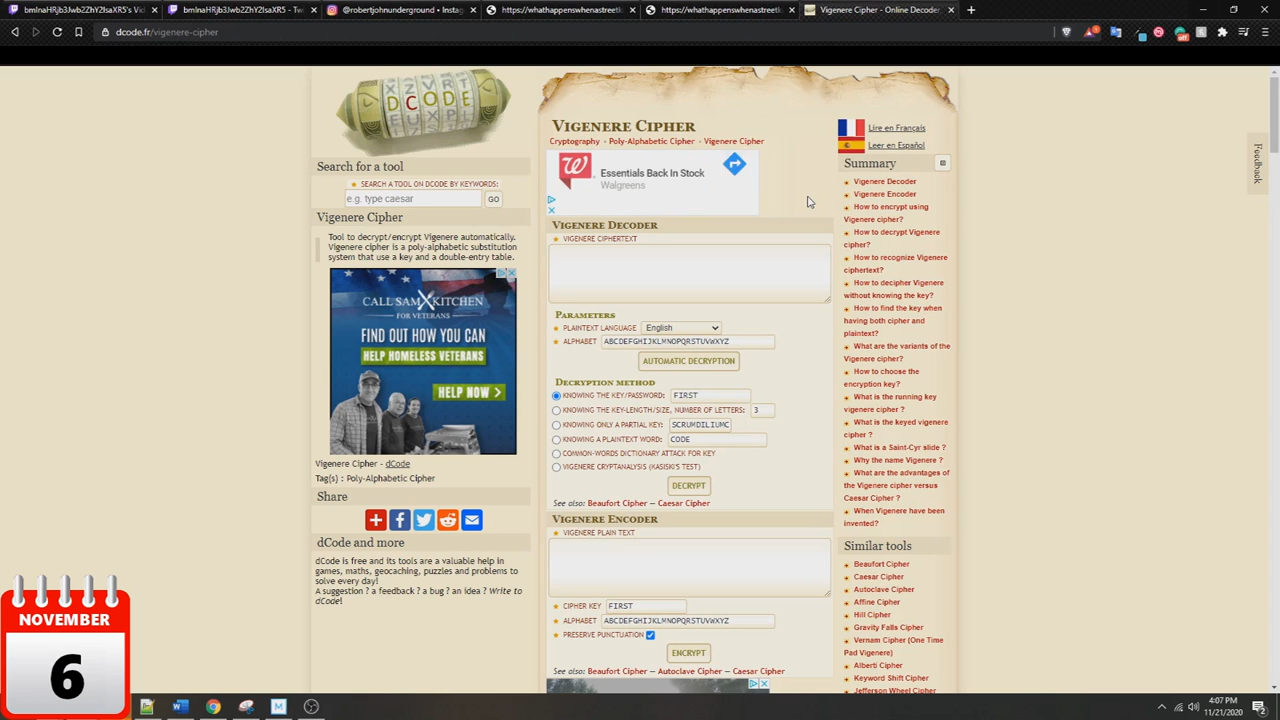 bmlnaHRjb3Jwb2ZhY2lsaXR5's Vid
bmlnaHRjb3Jwb2ZhY2lsaXR5 - Tw
@robertjohnunderground • Instag
https://whathappenswhenastreetk
https://whathappenswhenastreetk
Vigenere Cipher - Online Decoder
dcode.fr/vigenere-cipher
DCODE
Search for a tool
SEARCH A TOOL ON DCODE BY KEYWORDS:
e.g. type caesar
GO
Vigenere Cipher
Tool to decrypt/encrypt Vigenere automatically.
Vigenere cipher is a poly-alphabetic substitution
system that use a key and a double-entry table.
CALL SAM KITCHEN
FOR VETERANS
FIND OUT HOW YOU CAN
HELP HOMELESS VETERANS
HELP NOW
Vigenere Cipher - dCode
Tag(s) : Poly-Alphabetic Cipher
Share
dCode and more
dCode is free and its tools are a valuable help in
games, maths, geocaching, puzzles and problems to
solve every day!
A suggestion ? a feedback ? a bug ? an idea ? Write to
dCode!
VIGENERE CIPHER
Cryptography
Poly-Alphabetic Cipher
Vigenere Cipher
Essentials Back In Stock
Walgreens
VIGENERE DECODER
VIGENERE CIPHERTEXT
PARAMETERS
PLAINTEXT LANGUAGE English
ALPHABET ABCDEFGHIJKLMNOPQRSTUVWXYZ
AUTOMATIC DECRYPTION
DECRYPTION METHOD
KNOWING THE KEY/PASSWORD: FIRST
KNOWING THE KEY-LENGTH/SIZE, NUMBER OF LETTERS: 3
KNOWING ONLY A PARTIAL KEY: SCRUMDILIUMC
KNOWING A PLAINTEXT WORD: CODE
COMMON-WORDS DICTIONARY ATTACK FOR KEY
VIGENERE CRYPTANALYSIS (KASISKI'S TEST)
DECRYPT
See also: Beaufort Cipher — Caesar Cipher
VIGENERE ENCODER
VIGENERE PLAIN TEXT
CIPHER KEY FIRST
ALPHABET ABCDEFGHIJKLMNOPQRSTUVWXYZ
PRESERVE PUNCTUATION
ENCRYPT
See also: Beaufort Cipher — Autoclave Cipher — Caesar Cipher
Lire en Français
Leer en Español
Summary
Vigenere Decoder
Vigenere Encoder
How to encrypt using
Vigenere cipher?
How to decrypt Vigenere
cipher?
How to recognize Vigenere
ciphertext?
How to decipher Vigenere
without knowing the key?
How to find the key when
having both cipher and
plaintext?
What are the variants of the
Vigenere cipher?
How to choose the
encryption key?
What is the running key
vigenere cipher ?
What is the keyed vigenere
cipher ?
What is a Saint-Cyr slide ?
Why the name Vigenere ?
What are the advantages of
the Vigenere cipher versus
Caesar Cipher ?
When Vigenere have been
invented?
Similar tools
Beaufort Cipher
Caesar Cipher
Autoclave Cipher
Affine Cipher
Hill Cipher
Gravity Falls Cipher
Vernam Cipher (One Time
Pad Vigenere)
Alberti Cipher
Keyword Shift Cipher
Jefferson Wheel Cipher
Feedback
NOVEMBER
6
4:07 PM
11/21/2020